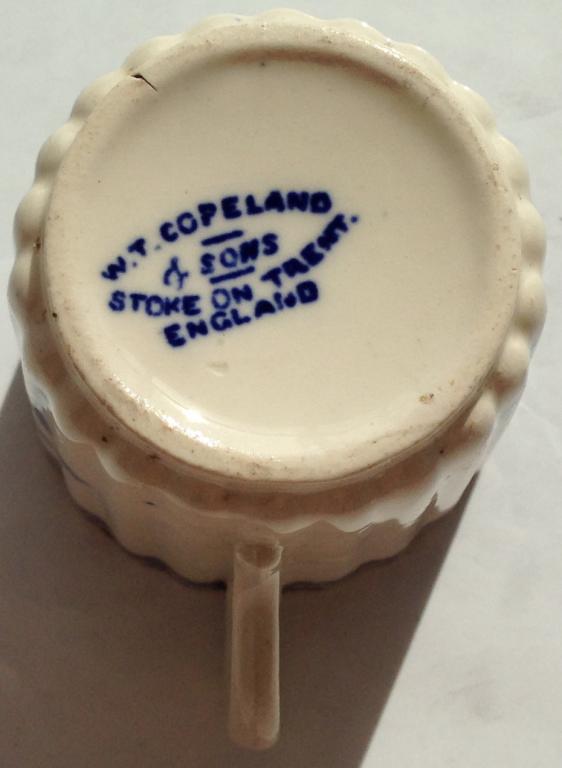 W.T. COPELAND
& SONS
STOKE ON TRENT.
ENGLAND